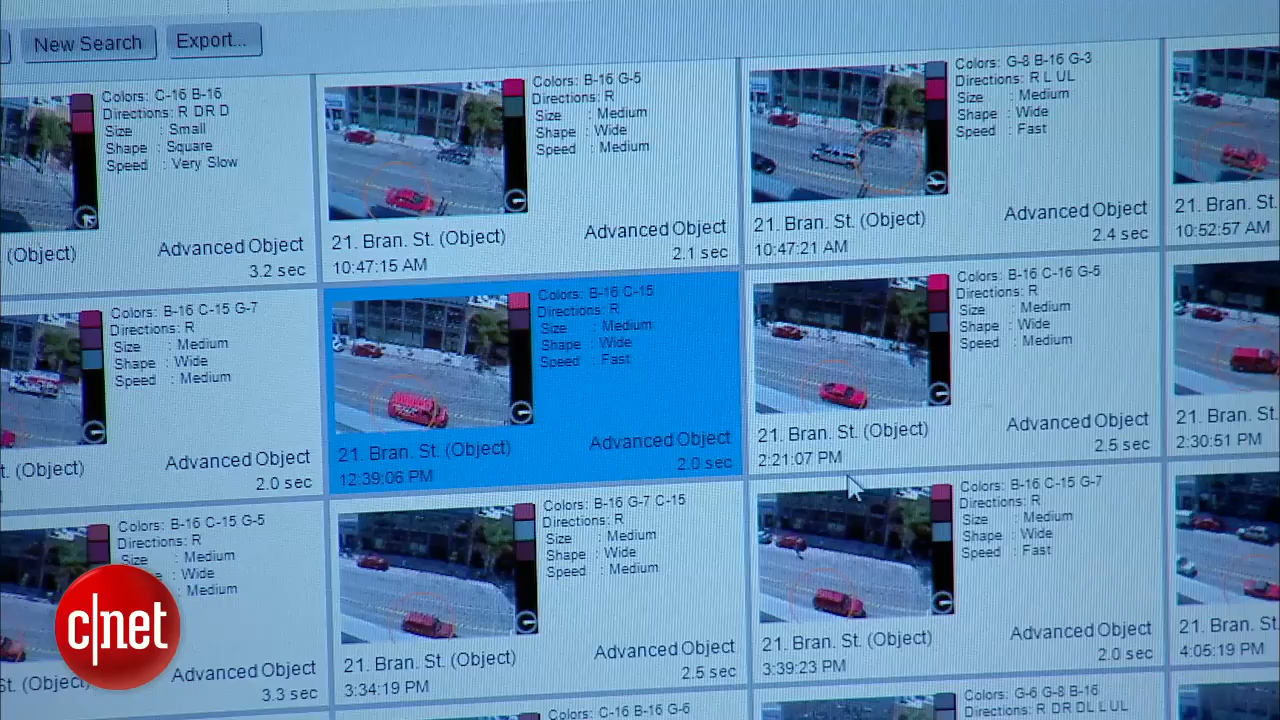 New Search
Export...
Colors: C-16 B-16
Directions: R DR D
Size : Small
Shape : Square
Speed : Very Slow
(Object)
Advanced Object
3.2 sec
Colors: B-16 G-5
Directions: R
Size : Medium
Shape : Wide
Speed : Medium
21. Bran. St. (Object)
Advanced Object
10:47:15 AM
2.1 sec
Colors: G-8 B-16 G-3
Directions: R L UL
Size : Medium
Shape : Wide
Speed : Fast
21. Bran. St. (Object)
Advanced Object
10:47:21 AM
2.4 sec
21. Bran. St.
10:52:57 AM
Colors: B-16 C-15 G-7
Directions: R
Size : Medium
Shape : Wide
Speed : Medium
t. (Object)
Advanced Object
2.0 sec
Colors: B-16 C-15
Directions: R
Size : Medium
Shape : Wide
Speed : Fast
21. Bran. St. (Object)
Advanced Object
12:39:06 PM
2.0 sec
Colors: B-16 C-16 G-5
Directions: R
Size : Medium
Shape : Wide
Speed : Medium
21. Bran. St. (Object)
Advanced Object
2:21:07 PM
2.5 sec
21. Bran. St.
2:30:51 PM
Colors: B-16 C-15 G-5
Directions: R
Size : Medium
: Wide
: Medium
St. (Object)
Advanced Object
3.3 sec
Colors: B-16 G-7 C-15
Directions: R
Size : Medium
Shape : Wide
Speed : Medium
21. Bran. St. (Object)
Advanced Object
3:34:19 PM
2.5 sec
Colors: B-16 C-15 G-7
Directions: R
Size : Medium
Shape : Wide
Speed : Fast
21. Bran. St. (Object)
Advanced Object
3:39:23 PM
2.0 sec
21. Bran. St.
4:05:19 PM
Colors: C-16 B-16 G-6
Colors: G-6 G-8 B-16
Directions: R DR DL L UL
c|net